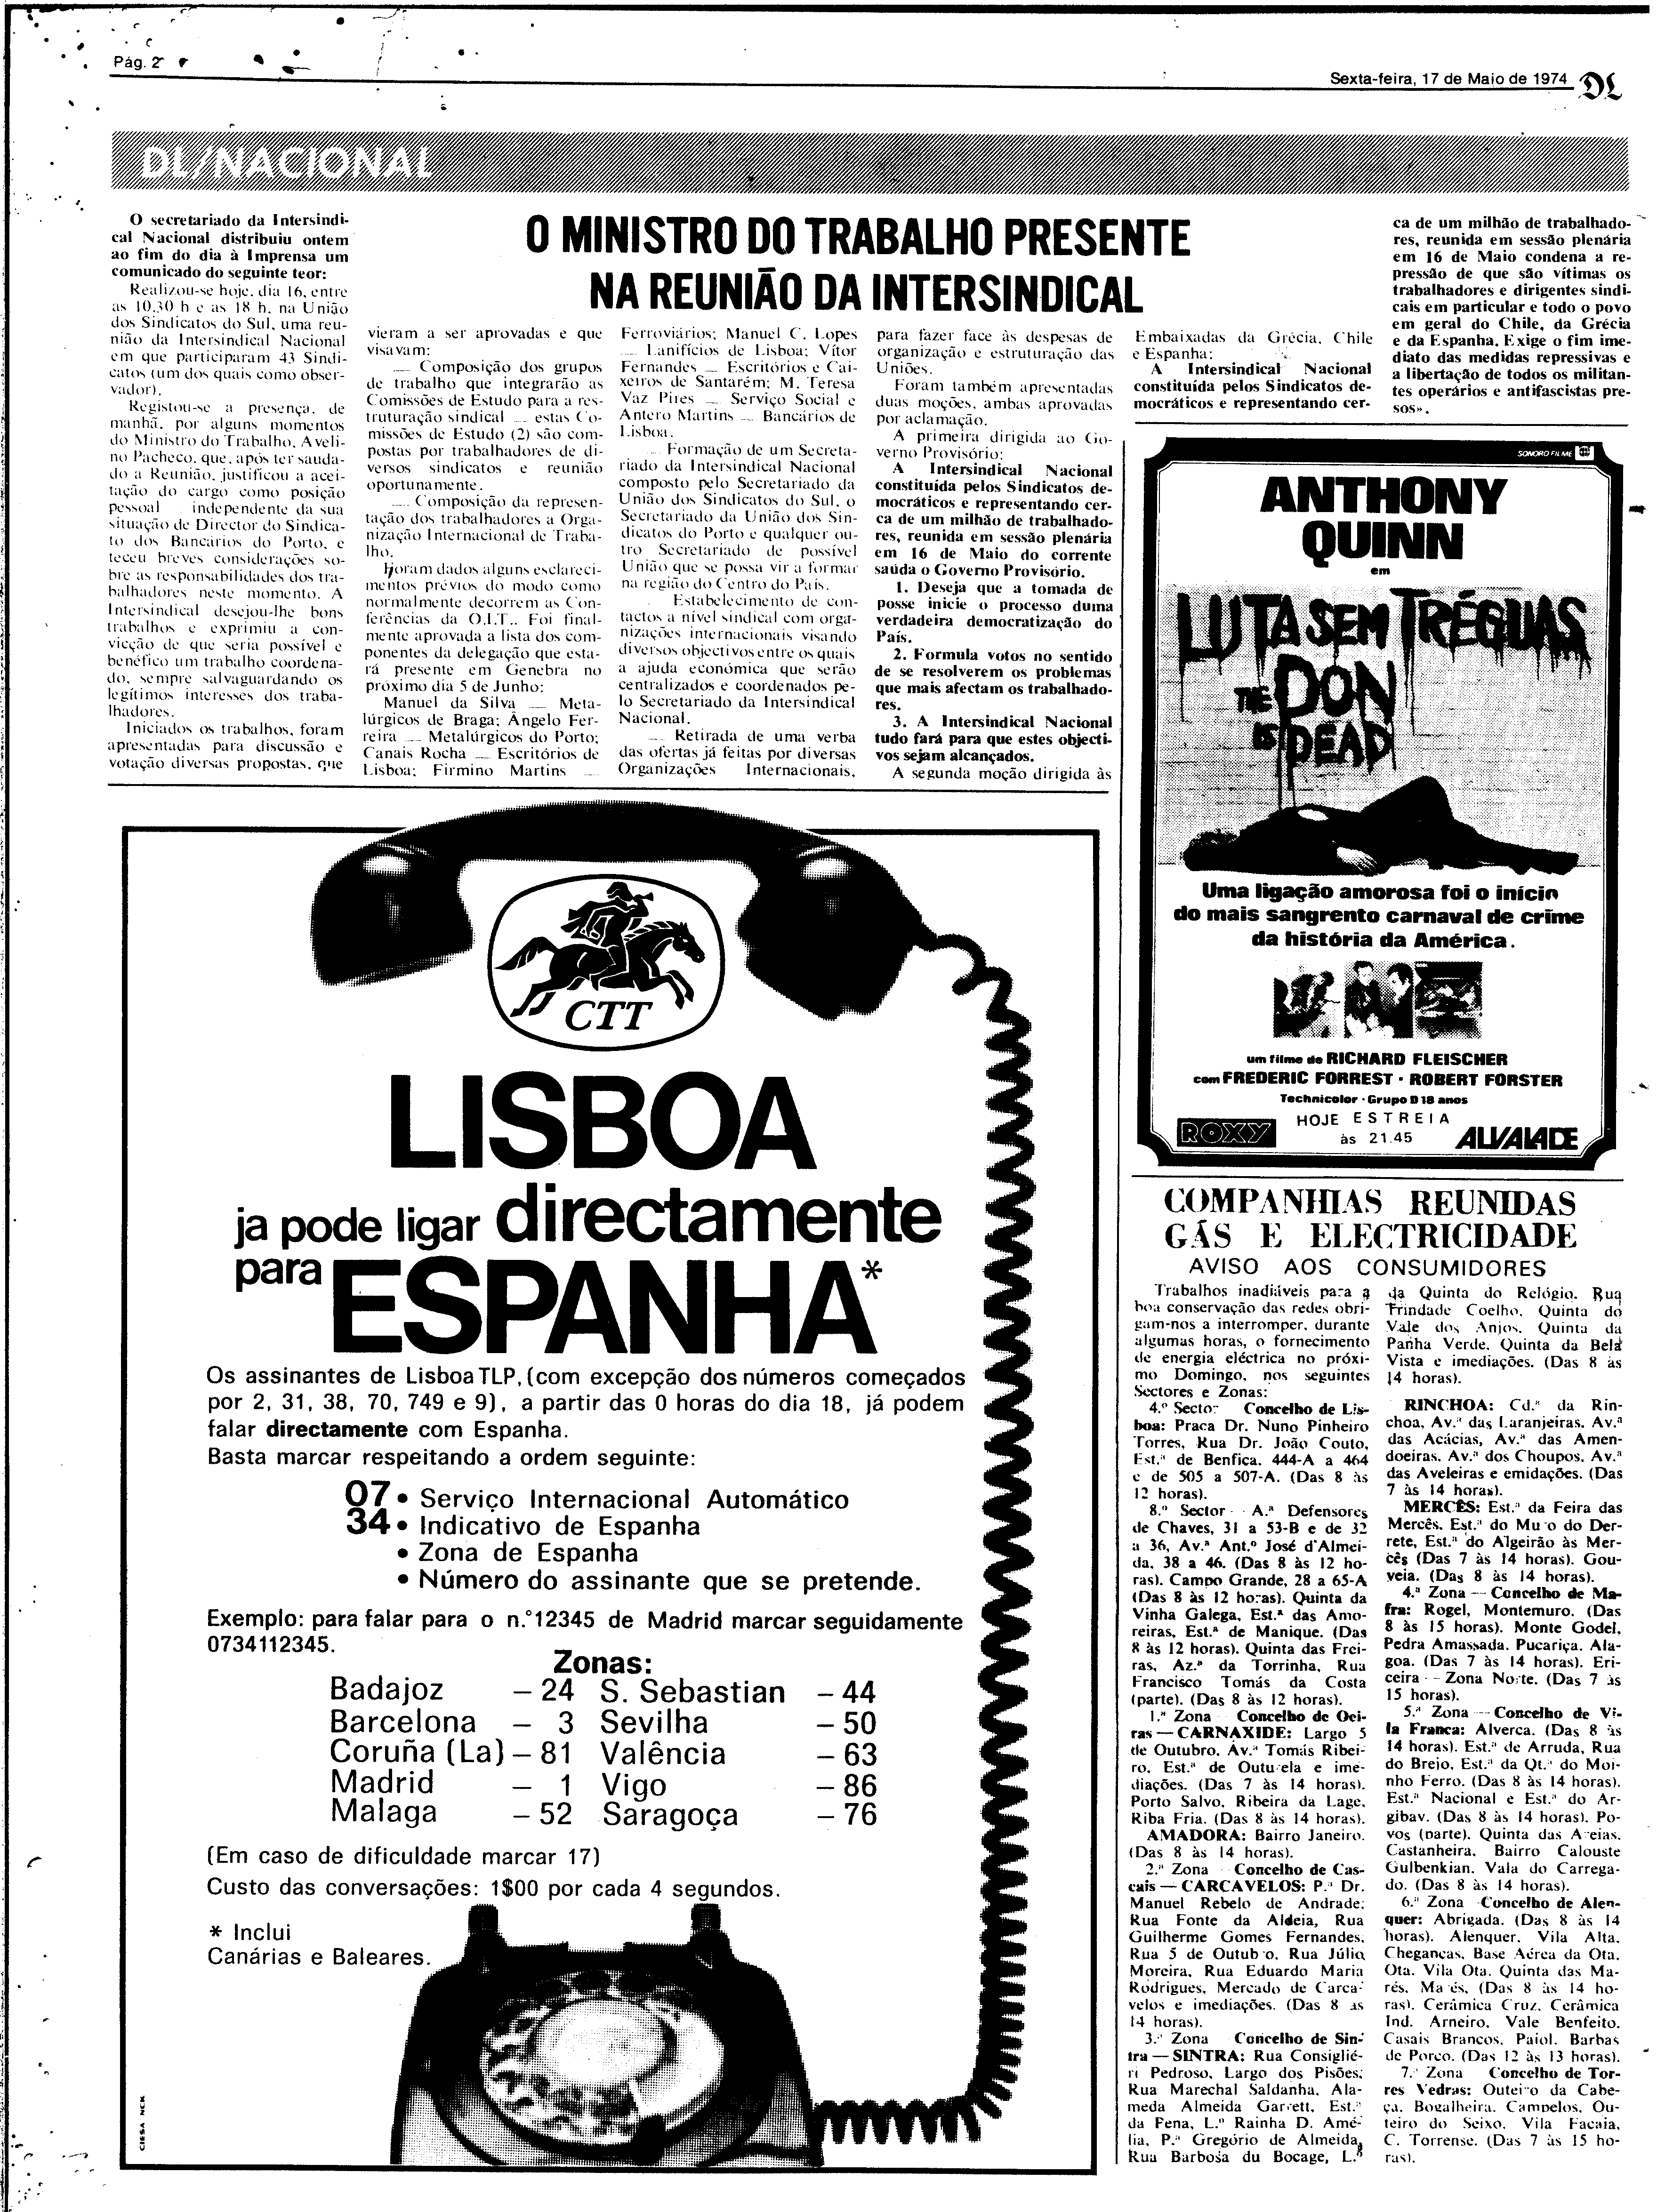 Pág. 2
Sexta-feira, 17 de Maio de 1974 DL
DL/NACIONAL
O MINISTRO DO TRABALHO PRESENTE
NA REUNIÃO DA INTERSINDICAL
O secretariado da Intersindi-
cal Nacional distribuiu ontem
ao fim do dia à Imprensa um
comunicado do seguinte teor:
Realizou-se hoje, dia 16, entre
as 10,30 h e as 18 h, na União
dos Sindicatos do Sul, uma reu-
nião da Intersindical Nacional
em que participaram 43 Sindi-
catos (um dos quais como obser-
vador).
Registou-se a presença, de
manhã, por alguns momentos
do Ministro do Trabalho, Aveli-
no Pacheco, que, após ter sauda-
do a Reunião, justificou a acei-
tação do cargo como posição
pessoal independente da sua
situação de Director do Sindica-
to dos Bancários do Porto, e
teceu breves considerações so-
bre as responsabilidades dos tra-
balhadores neste momento. A
Intersindical desejou-lhe bons
trabalhos e exprimiu a con-
vicção de que seria possível e
benéfico um trabalho coordena-
do, sempre salvaguardando os
legítimos interesses dos traba-
lhadores.
Iniciados os trabalhos, foram
apresentadas para discussão e
votação diversas propostas, que
vieram a ser aprovadas e que
visavam:
— Composição dos grupos
de trabalho que integrarão as
Comissões de Estudo para a res-
truturação sindical — estas Co-
missões de Estudo (2) são com-
postas por trabalhadores de di-
versos sindicatos e reunião
oportunamente.
— Composição da represen-
tação dos trabalhadores a Orga-
nização Internacional de Traba-
lho.
Foram dados alguns esclareci-
mentos prévios do modo como
normalmente decorrem as Con-
ferências da O.I.T.. Foi final-
mente aprovada a lista dos com-
ponentes da delegação que esta-
rá presente em Genebra no
próximo dia 5 de Junho:
Manuel da Silva — Meta-
lúrgicos de Braga; Ângelo Fer-
reira — Metalúrgicos do Porto;
Canais Rocha — Escritórios de
Lisboa; Firmino Martins —
Ferroviários; Manuel C. Lopes
— Lanifícios de Lisboa; Vítor
Fernandes — Escritórios e Cai-
xeiros de Santarém; M. Teresa
Vaz Pires — Serviço Social e
Antero Martins — Bancários de
Lisboa.
— Formação de um Secreta-
riado da Intersindical Nacional
composto pelo Secretariado da
União dos Sindicatos do Sul, o
Secretariado da União dos Sin-
dicatos do Porto e qualquer ou-
tro Secretariado de possível
União que se possa vir a formar
na região do Centro do País.
Estabelecimento de con-
tactos a nível sindical com orga-
nizações internacionais visando
diversos objectivos entre os quais
a ajuda económica que serão
centralizados e coordenados pe-
lo Secretariado da Intersindical
Nacional.
— Retirada de uma verba
das ofertas já feitas por diversas
Organizações Internacionais,
para fazer face às despesas de
organização e estruturação das
Uniões.
Foram também apresentadas
duas moções, ambas aprovadas
por aclamação.
A primeira dirigida ao Go-
verno Provisório:
A Intersindical Nacional
constituída pelos Sindicatos de-
mocráticos e representando cer-
ca de um milhão de trabalhado-
res, reunida em sessão plenária
em 16 de Maio do corrente
saúda o Governo Provisório.
1. Deseja que a tomada de
posse inicie o processo duma
verdadeira democratização do
País.
2. Formula votos no sentido
de se resolverem os problemas
que mais afectam os trabalhado-
res.
3. A Intersindical Nacional
tudo fará para que estes objecti-
vos sejam alcançados.
A segunda moção dirigida às
Embaixadas da Grécia, Chile
e Espanha:
A Intersindical Nacional
constituída pelos Sindicatos de-
mocráticos e representando cer-
ca de um milhão de trabalhado-
res, reunida em sessão plenária
em 16 de Maio condena a re-
pressão de que são vítimas os
trabalhadores e dirigentes sindi-
cais em particular e todo o povo
em geral do Chile, da Grécia
e da Espanha. Exige o fim ime-
diato das medidas repressivas e
a libertação de todos os militan-
tes operários e antifascistas pre-
sos».
SONORO FILME
ANTHONY
QUINN
em
LUTA SEM TRÉGUAS
THE DON
IS DEAD
Uma ligação amorosa foi o início
do mais sangrento carnaval de crime
da história da América.
um filme de RICHARD FLEISCHER
com FREDERIC FORREST · ROBERT FORSTER
Technicolor · Grupo D 18 anos
HOJE ESTREIA
às 21.45
ROXY
ALVALADE
CTT
LISBOA
ja pode ligar directamente
para ESPANHA*
Os assinantes de Lisboa TLP, (com excepção dos números começados
por 2, 31, 38, 70, 749 e 9), a partir das 0 horas do dia 18, já podem
falar directamente com Espanha.
Basta marcar respeitando a ordem seguinte:
07 • Serviço Internacional Automático
34 • Indicativo de Espanha
• Zona de Espanha
• Número do assinante que se pretende.
Exemplo: para falar para o n.º 12345 de Madrid marcar seguidamente
0734112345.
Zonas:
Badajoz – 24 S. Sebastian – 44
Barcelona – 3 Sevilha – 50
Coruña (La) – 81 Valência – 63
Madrid – 1 Vigo – 86
Malaga – 52 Saragoça – 76
(Em caso de dificuldade marcar 17)
Custo das conversações: 1$00 por cada 4 segundos.
* Inclui
Canárias e Baleares.
CIESA NCK
COMPANHIAS REUNIDAS
GÁS E ELECTRICIDADE
AVISO AOS CONSUMIDORES
Trabalhos inadiáveis para a
boa conservação das redes obri-
gam-nos a interromper, durante
algumas horas, o fornecimento
de energia eléctrica no próxi-
mo Domingo, nos seguintes
Sectores e Zonas:
4.º Sector Concelho de Lis-
boa: Praca Dr. Nuno Pinheiro
Torres, Rua Dr. João Couto,
Est.ª de Benfica, 444-A a 464
e de 505 a 507-A. (Das 8 às
12 horas).
8.º Sector - A.ª Defensores
de Chaves, 31 a 53-B e de 32
a 36, Av.ª Ant.º José d'Almei-
da, 38 a 46. (Das 8 às 12 ho-
ras). Campo Grande, 28 a 65-A
(Das 8 às 12 horas). Quinta da
Vinha Galega, Est.ª das Amo-
reiras, Est.ª de Manique. (Das
8 às 12 horas). Quinta das Frei-
ras, Az.ª da Torrinha, Rua
Francisco Tomás da Costa
(parte). (Das 8 às 12 horas).
1.ª Zona Concelho de Oei-
ras — CARNAXIDE: Largo 5
de Outubro, Av.ª Tomás Ribei-
ro, Est.ª de Outurela e ime-
diações. (Das 7 às 14 horas).
Porto Salvo, Ribeira da Lage,
Riba Fria. (Das 8 às 14 horas).
AMADORA: Bairro Janeiro.
(Das 8 às 14 horas).
2.ª Zona Concelho de Cas-
cais — CARCAVELOS: P.ª Dr.
Manuel Rebelo de Andrade;
Rua Fonte da Aldeia, Rua
Guilherme Gomes Fernandes,
Rua 5 de Outubro, Rua Júlio
Moreira, Rua Eduardo Maria
Rodrigues, Mercado de Carca-
velos e imediações. (Das 8 às
14 horas).
3.ª Zona Concelho de Sin-
tra — SINTRA: Rua Consiglié-
ri Pedroso, Largo dos Pisões;
Rua Marechal Saldanha, Ala-
meda Almeida Garrett, Est.ª
da Pena, L.º Rainha D. Amé-
lia, P.ª Gregório de Almeida,
Rua Barbosa du Bocage, L.º
da Quinta do Relógio, Rua
Trindade Coelho, Quinta do
Vale dos Anjos, Quinta da
Panha Verde, Quinta da Bela
Vista e imediações. (Das 8 às
14 horas).
RINCHOA: Cd.ª da Rin-
choa, Av.ª das Laranjeiras, Av.ª
das Acácias, Av.ª das Amen-
doeiras, Av.ª dos Choupos, Av.ª
das Aveleiras e emidações. (Das
7 às 14 horas).
MERCÊS: Est.ª da Feira das
Mercês, Est.ª do Muro do Der-
rete, Est.ª do Algeirão às Mer-
cês (Das 7 às 14 horas). Gou-
veia. (Das 8 às 14 horas).
4.ª Zona — Concelho de Ma-
fra: Rogel, Montemuro. (Das
8 às 15 horas). Monte Godel,
Pedra Amassada, Pucariça, Ala-
goa. (Das 7 às 14 horas). Eri-
ceira — Zona Norte. (Das 7 às
15 horas).
5.ª Zona — Concelho de Vi-
la Franca: Alverca. (Das 8 às
14 horas). Est.ª de Arruda, Rua
do Brejo, Est.ª da Qt.ª do Moi-
nho Ferro. (Das 8 às 14 horas).
Est.ª Nacional e Est.ª do Ar-
gibav. (Das 8 às 14 horas). Po-
vos (parte). Quinta das Areias,
Castanheira, Bairro Calouste
Gulbenkian, Vala do Carrega-
do. (Das 8 às 14 horas).
6.ª Zona Concelho de Alen-
quer: Abrigada. (Das 8 às 14
horas). Alenquer, Vila Alta,
Cheganças, Base Aérea da Ota,
Ota, Vila Ota, Quinta das Ma-
rés, Marés, (Das 8 às 14 ho-
ras). Cerâmica Cruz, Cerâmica
Ind. Arneiro, Vale Benfeito,
Casais Brancos, Paiol, Barbas
de Porco. (Das 12 às 13 horas).
7.ª Zona Concelho de Tor-
res Vedras: Outeiro da Cabe-
ça, Bogalheira, Campelos, Ou-
teiro do Seixo, Vila Facaia,
C. Torrense. (Das 7 às 15 ho-
ras).